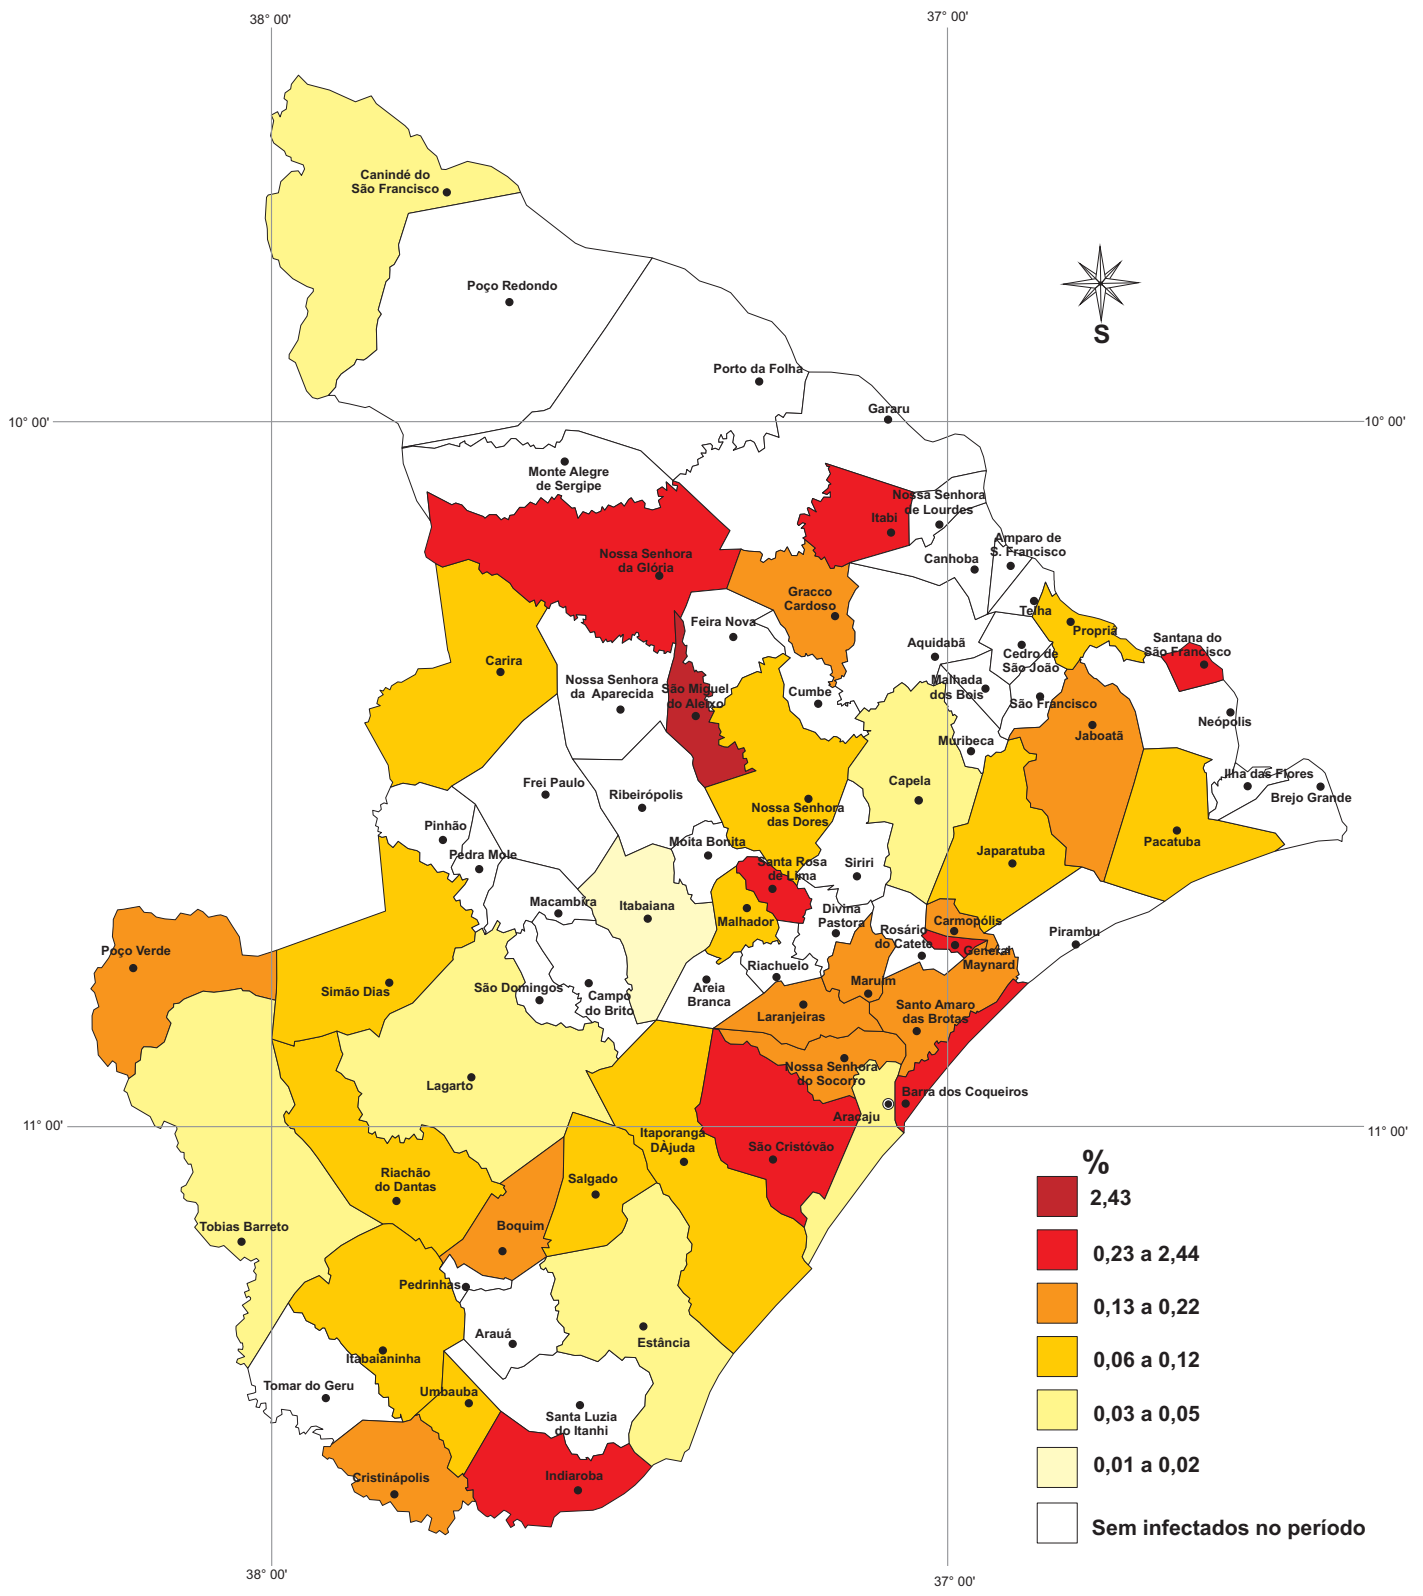 38° 00'
37° 00'
Canindé do
São Francisco
Poço Redondo
S
Porto da Folha
Gararu
10° 00'
10° 00'
Monte Alegre
de Sergipe
Nossa Senhora
de Lourdes
Itabi
Amparo de
S. Francisco
Canhoba
Nossa Senhora
da Glória
Gracco
Cardoso
Telha
Feira Nova
Propriá
Santana do
São Francisco
Aquidabã
Cedro de
São João
Carira
Nossa Senhora
da Aparecida
São Miguel
do Aleixo
Cumbe
Malhada
dos Bois
São Francisco
Neópolis
Jaboatã
Muribeca
Frei Paulo
Ribeirópolis
Capela
Ilha das Flores
Brejo Grande
Nossa Senhora
das Dores
Pinhão
Moita Bonita
Pacatuba
Pedra Mole
Santa Rosa
de Lima
Siriri
Japaratuba
Macambira
Itabaiana
Malhador
Divina
Pastora
Carmopólis
Rosário
do Catete
Pirambu
Poço Verde
General
Maynard
Riachuelo
Simão Dias
São Domingos
Campo
do Brito
Areia
Branca
Maruim
Laranjeiras
Santo Amaro
das Brotas
Nossa Senhora
do Socorro
Lagarto
Barra dos Coqueiros
Aracaju
11° 00'
11° 00'
Itaporanga
DÀjuda
São Cristóvão
Riachão
do Dantas
Salgado
%
2,43
Tobias Barreto
Boquim
0,23 a 2,44
Pedrinhas
0,13 a 0,22
Arauá
Estância
Itabaianinha
0,06 a 0,12
Tomar do Geru
Umbauba
Santa Luzia
do Itanhi
0,03 a 0,05
Cristinápolis
Indiaroba
0,01 a 0,02
Sem infectados no período
38° 00'
37° 00'